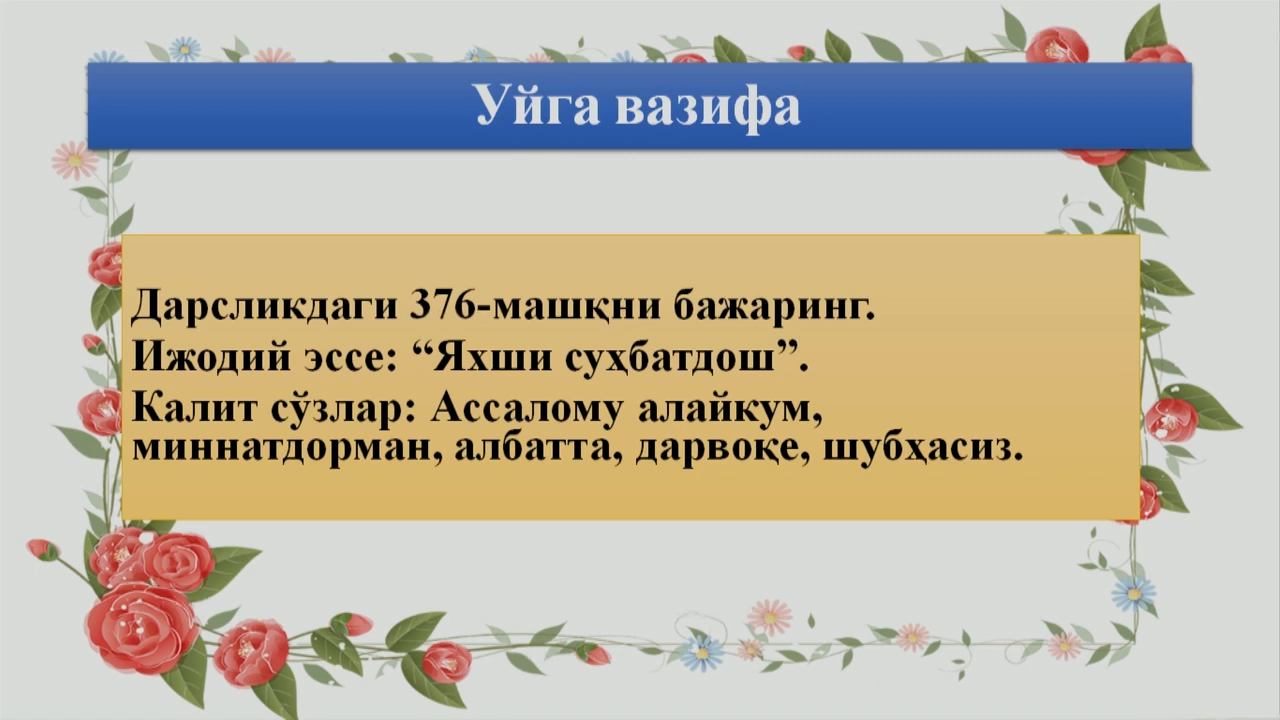 Уйга вазифа
Дарсликдаги 376-машқни бажаринг.
Ижодий эссе: “Яхши суҳбатдош”.
Калит сўзлар: Ассалому алайкум,
миннатдорман, албатта, дарвоқе, шубҳасиз.